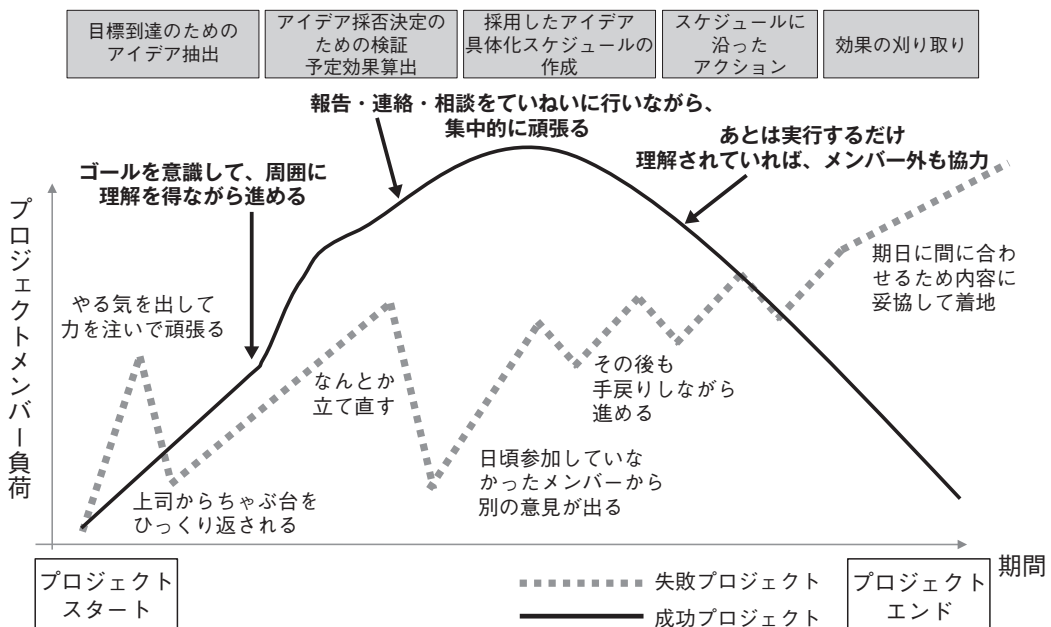 目標到達のための
アイデア抽出
アイデア採否決定の
ための検証
予定効果算出
採用したアイデア
具体化スケジュールの
作成
スケジュールに
沿った
アクション
効果の刈り取り
報告・連絡・相談をていねいに行いながら、
集中的に頑張る
あとは実行するだけ
理解されていれば、メンバー外も協力
ゴールを意識して、周囲に
理解を得ながら進める
プロジェクトメンバー負荷
やる気を出して
力を注いで頑張る
期日に間に合わ
せるため内容に
妥協して着地
なんとか
立て直す
その後も
手戻りしながら
進める
上司からちゃぶ台を
ひっくり返される
日頃参加していな
かったメンバーから
別の意見が出る
プロジェクト
スタート
失敗プロジェクト
成功プロジェクト
プロジェクト
エンド
期間